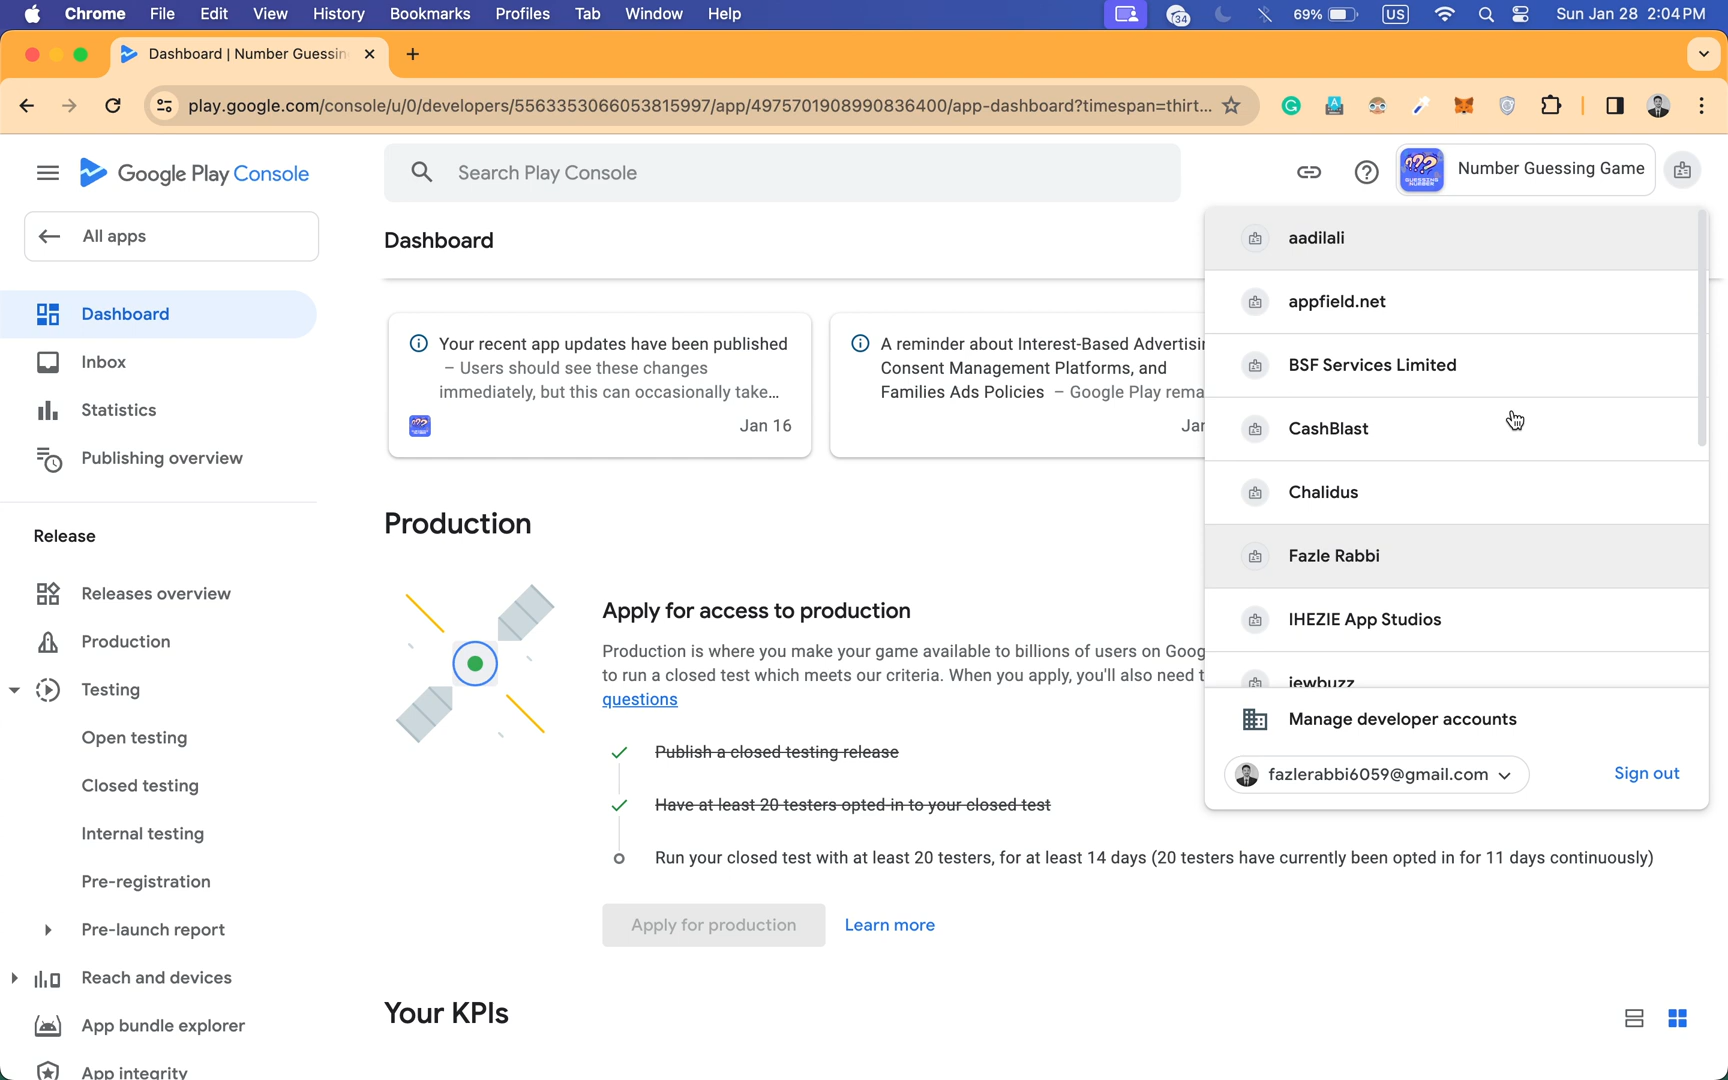 Chrome File Edit View History Bookmarks Profiles Tab Window Help 34 69% US Sun Jan 28 2:04 PM
Dashboard | Number Guessin
play.google.com/console/u/0/developers/5563353066053815997/app/4975701908990836400/app-dashboard?timespan=thirt...
Google Play Console
Search Play Console
??? GUESSING NUMBER
Number Guessing Game
All apps
Dashboard
Inbox
Statistics
Publishing overview
Release
Releases overview
Production
Testing
Open testing
Closed testing
Internal testing
Pre-registration
Pre-launch report
Reach and devices
App bundle explorer
App integrity
Dashboard
Your recent app updates have been published
– Users should see these changes
immediately, but this can occasionally take...
Jan 16
A reminder about Interest-Based Advertisi
Consent Management Platforms, and
Families Ads Policies – Google Play rema
Jan
Production
Apply for access to production
Production is where you make your game available to billions of users on Goog
to run a closed test which meets our criteria. When you apply, you'll also need t
questions
Publish a closed testing release
Have at least 20 testers opted in to your closed test
Run your closed test with at least 20 testers, for at least 14 days (20 testers have currently been opted in for 11 days continuously)
Apply for production
Learn more
Your KPIs
aadilali
appfield.net
BSF Services Limited
CashBlast
Chalidus
Fazle Rabbi
IHEZIE App Studios
jewbuzz
Manage developer accounts
fazlerabbi6059@gmail.com
Sign out